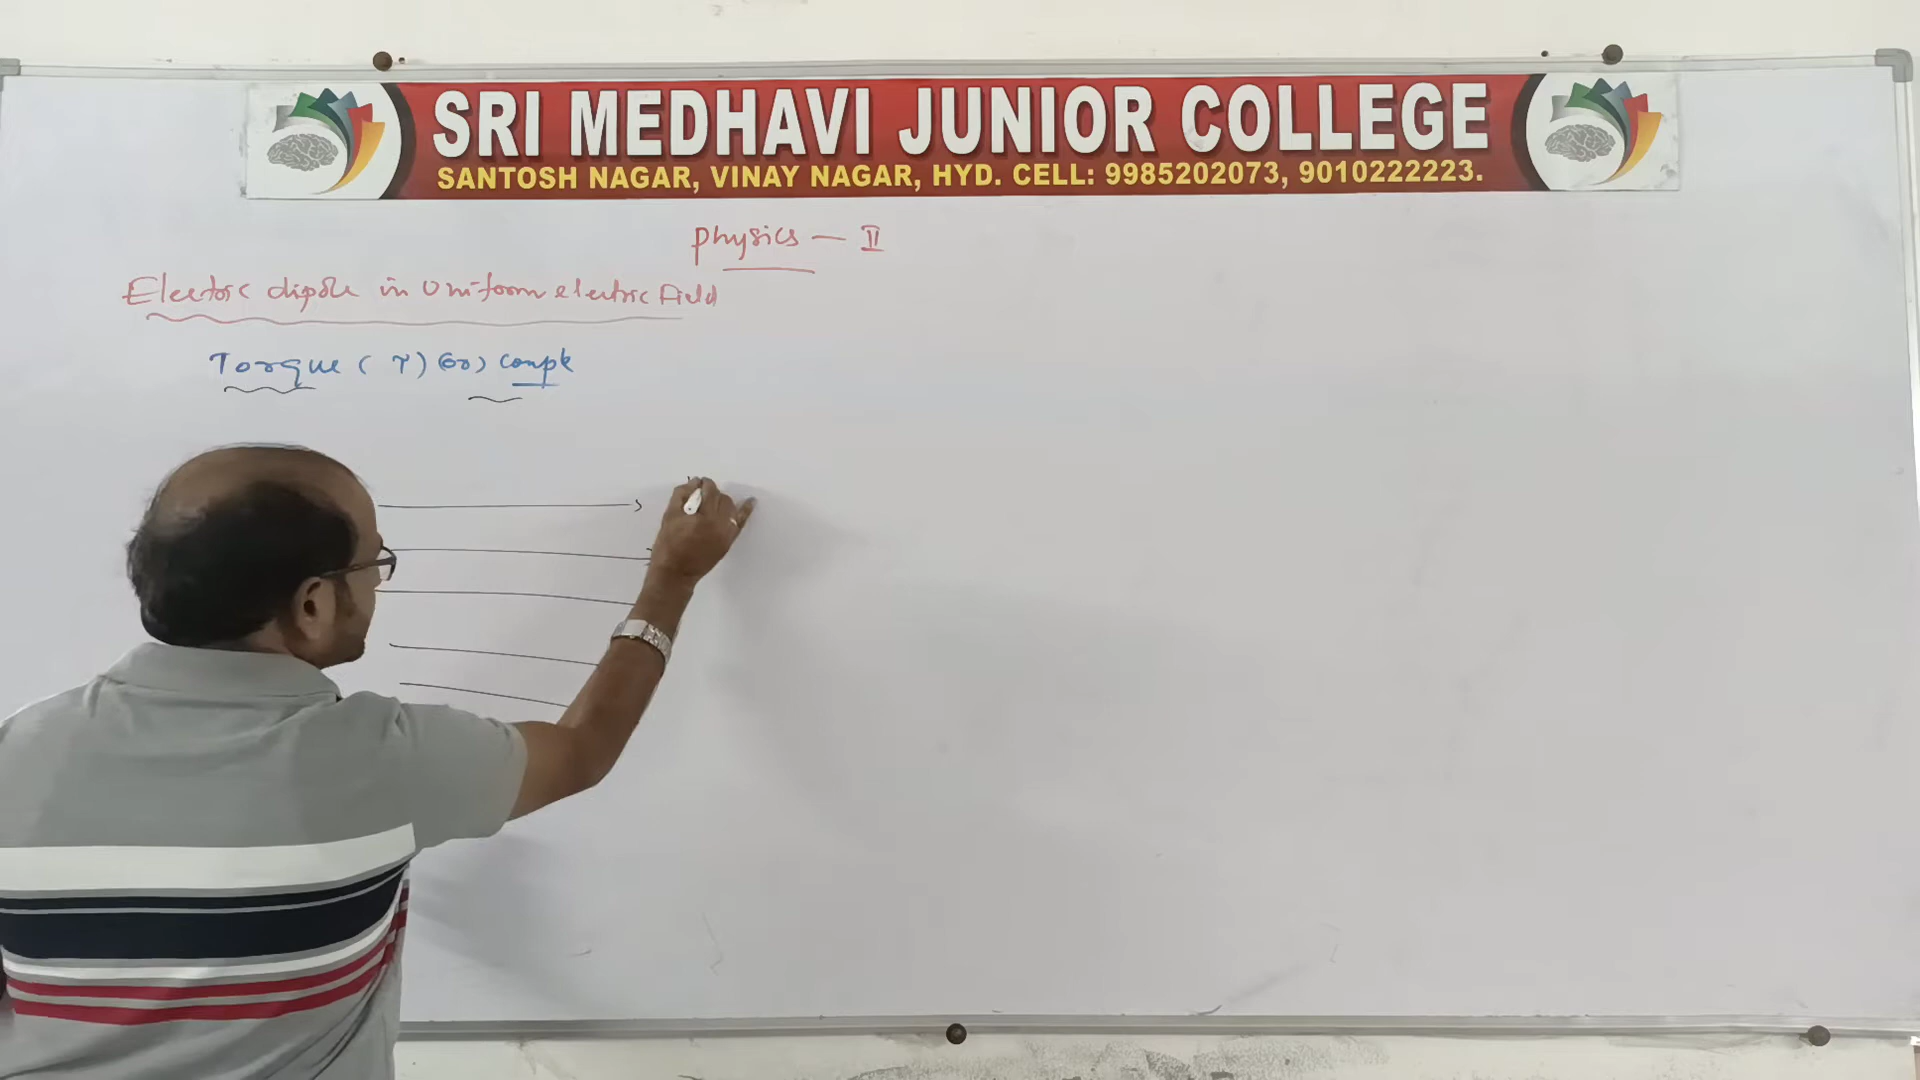 SRI MEDHAVI JUNIOR COLLEGE
SANTOSH NAGAR, VINAY NAGAR, HYD. CELL: 9985202073, 9010222223.
Physics — II
Electric dipole in Uniform electric Field
Torque ( τ ) (or) couple